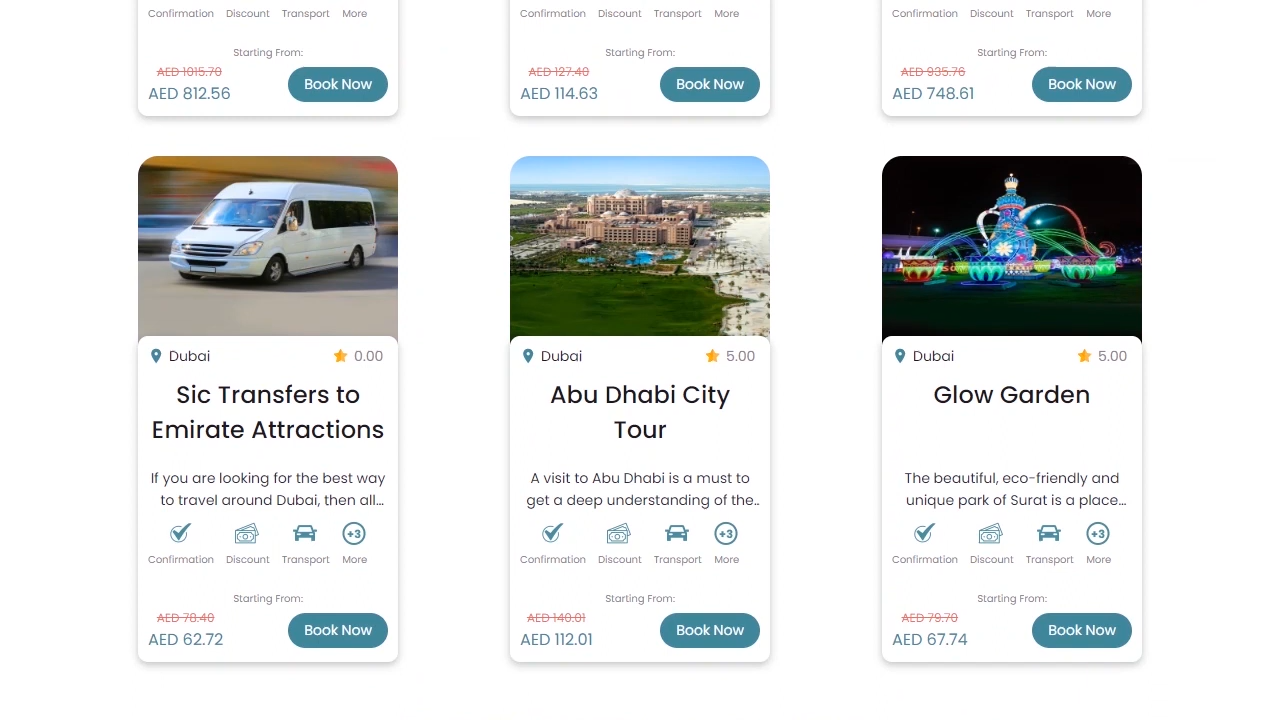 Confirmation Discount Transport More
Confirmation Discount Transport More
Confirmation Discount Transport More
Starting From:
Starting From:
Starting From:
AED 1015.70
AED 812.56
Book Now
AED 127.40
AED 114.63
Book Now
AED 935.76
AED 748.61
Book Now
Dubai 0.00
Sic Transfers to
Emirate Attractions
If you are looking for the best way
to travel around Dubai, then all...
+3
Confirmation Discount Transport More
Starting From:
AED 78.40
AED 62.72
Book Now
Dubai 5.00
Abu Dhabi City
Tour
A visit to Abu Dhabi is a must to
get a deep understanding of the..
+3
Confirmation Discount Transport More
Starting From:
AED 140.01
AED 112.01
Book Now
Dubai 5.00
Glow Garden
The beautiful, eco-friendly and
unique park of Surat is a place...
+3
Confirmation Discount Transport More
Starting From:
AED 79.70
AED 67.74
Book Now